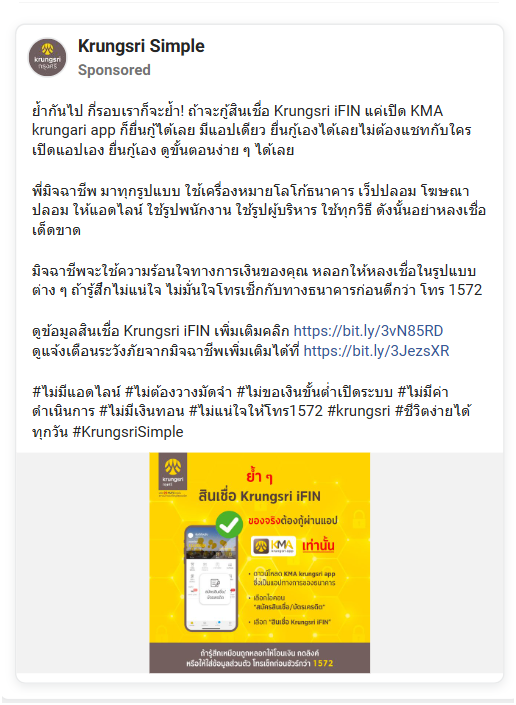 Krungsri Simple
Sponsored
ย้ำกันไป กี่รอบเราก็จะย้ำ! ถ้าจะกู้สินเชื่อ Krungsri iFIN แค่เปิด KMA
krungari app ก็ยื่นกู้ได้เลย มีแอปเดียว ยื่นกู้เองได้เลยไม่ต้องแชทกับใคร
เปิดแอปเอง ยื่นกู้เอง ดูขั้นตอนง่าย ๆ ได้เลย
พี่มิจฉาชีพ มาทุกรูปแบบ ใช้เครื่องหมายโลโก้ธนาคาร เว็ปปลอม โฆษณา
ปลอม ให้แอดไลน์ ใช้รูปพนักงาน ใช้รูปผู้บริหาร ใช้ทุกวิธี ดังนั้นอย่าหลงเชื่อ
เด็ดขาด
มิจฉาชีพจะใช้ความร้อนใจทางการเงินของคุณ หลอกให้หลงเชื่อในรูปแบบ
ต่าง ๆ ถ้ารู้สึกไม่แน่ใจ ไม่มั่นใจโทรเช็กกับทางธนาคารก่อนดีกว่า โทร 1572
ดูข้อมูลสินเชื่อ Krungsri iFIN เพิ่มเติมคลิก https://bit.ly/3vN85RD
ดูแจ้งเตือนระวังภัยจากมิจฉาชีพเพิ่มเติมได้ที่ https://bit.ly/3JezsXR
#ไม่มีแอดไลน์ #ไม่ต้องวางมัดจำ #ไม่ขอเงินขั้นต่ำเปิดระบบ #ไม่มีค่า
ดำเนินการ #ไม่มีเงินทอน #ไม่แน่ใจให้โทร1572 #krungsri #ชีวิตง่ายได้
ทุกวัน #KrungsriSimple
krungsri
กรุงศรี
ย้ำ ๆ
สินเชื่อ Krungsri iFIN
ของจริงต้องกู้ผ่านแอป
KMA เท่านั้น
krungsri app
• ดาวน์โหลด KMA krungsri app
ซึ่งเป็นแอปทางการของธนาคาร
• เลือกไอคอน
"สมัครสินเชื่อ/บัตรเครดิต"
• เลือก "สินเชื่อ Krungsri iFIN"
สมัครสินเชื่อ/
บัตรเครดิต
ถ้ารู้สึกเหมือนถูกหลอกให้โอนเงิน กดลิงก์
หรือให้ใส่ข้อมูลส่วนตัว โทรเช็กก่อนชัวร์กว่า 1572